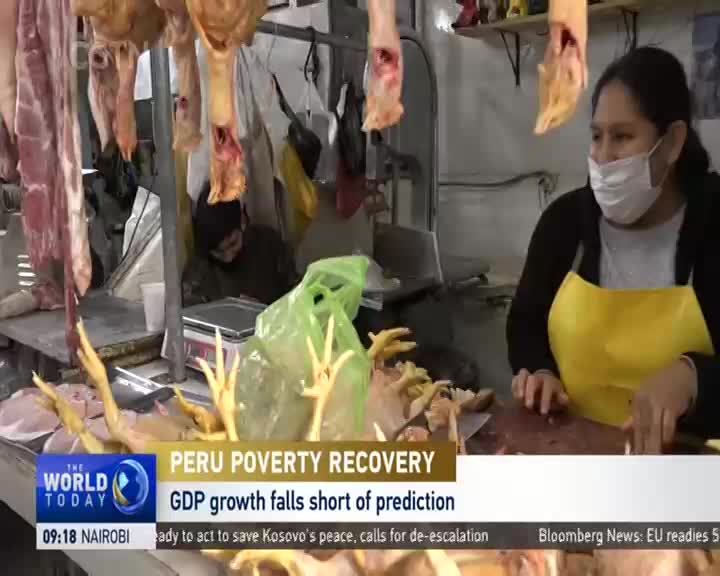 CGTN
PERU POVERTY RECOVERY
THE
WORLD
TODAY
GDP growth falls short of prediction
09:18 NAIROBI
eady to act to save Kosovo's peace, calls for de-escalation Bloomberg News: EU readies 5